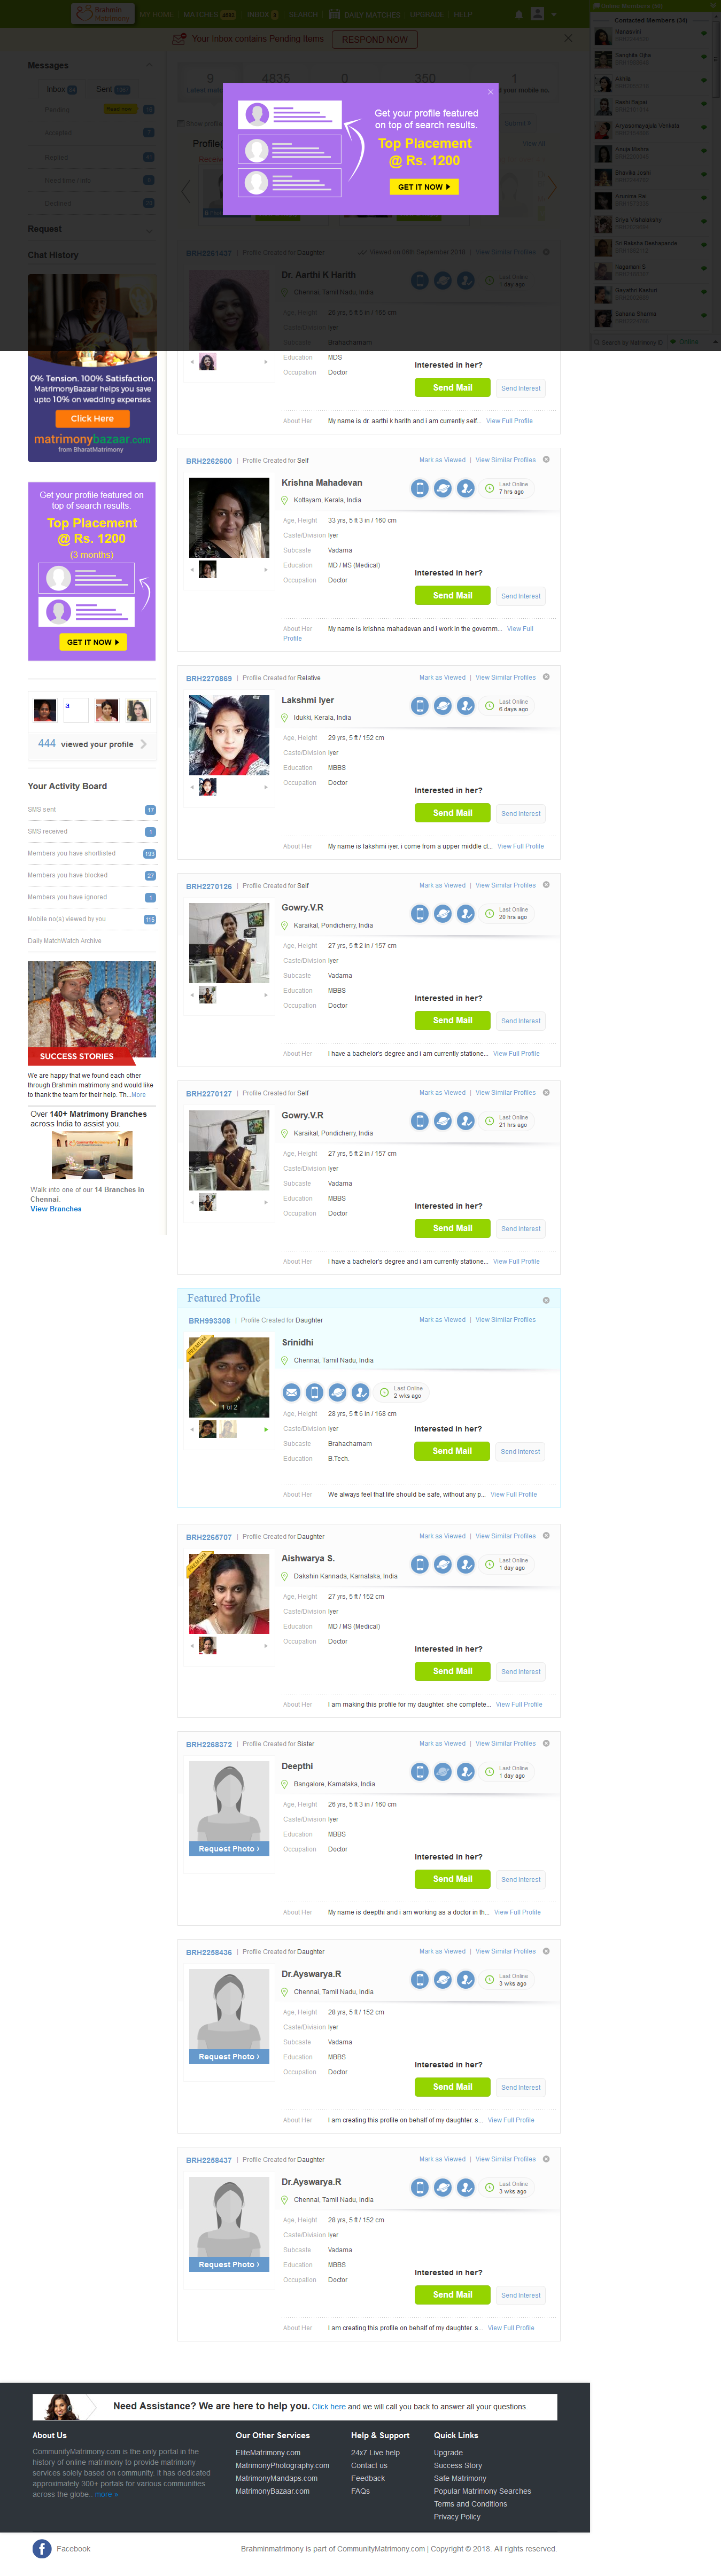 Brahmin
Matrimony
MY HOME
MATCHES
INBOX
SEARCH
DAILY MATCHES
UPGRADE
HELP
Your Inbox contains Pending Items
RESPOND NOW
Contacted Members (34)
Get your profile featured
on top of search results.
Top Placement
@ Rs. 1200
GET IT NOW
Messages
Inbox
Sent
Pending
Accepted
Replied
Declined
Request
Chat History
9
4835
0
350
1
BRH2261437 | Profile Created for Daughter
View Similar Profiles
Dr. Aarthi K Harith
Last Online
1 day ago
Chennai, Tamil Nadu, India
Age, Height
Caste/Division Iyer
Subcaste Brahacharnam
Education MDS
Occupation Doctor
Interested in her?
Send Mail
Send Interest
About Her My name is dr. aarthi k harith and i am currently self... View Full Profile
0% Tension. 100% Satisfaction.
MatrimonyBazaar helps you save
upto 10% on wedding expenses.
Click Here
matrimonybazaar.com
from BharatMatrimony
Get your profile featured on
top of search results.
Top Placement
@ Rs. 1200
(3 months)
GET IT NOW
444 viewed your profile
Your Activity Board
SMS sent 17
SMS received 1
Members you have shortlisted 193
Members you have blocked 27
Members you have ignored 1
Mobile no(s) viewed by you 115
Daily MatchWatch Archive
SUCCESS STORIES
We are happy that we found each other
through Brahmin matrimony and would like
to thank the team for their help. Th...More
Over 140+ Matrimony Branches
across India to assist you.
Walk into one of our 14 Branches in
Chennai.
View Branches
BRH2262600 | Profile Created for Self
Mark as Viewed | View Similar Profiles
Krishna Mahadevan
Last Online
7 hrs ago
Kottayam, Kerala, India
Age, Height 33 yrs, 5 ft 3 in / 160 cm
Caste/Division Iyer
Subcaste Vadama
Education MD / MS (Medical)
Occupation Doctor
Interested in her?
Send Mail
Send Interest
About Her My name is krishna mahadevan and i work in the governm... View Full
Profile
BRH2270869 | Profile Created for Relative
Mark as Viewed | View Similar Profiles
Lakshmi Iyer
Last Online
6 days ago
Idukki, Kerala, India
Age, Height 29 yrs, 5 ft / 152 cm
Caste/Division Iyer
Education MBBS
Occupation Doctor
Interested in her?
Send Mail
Send Interest
About Her My name is lakshmi iyer. i come from a upper middle cl... View Full Profile
BRH2270126 | Profile Created for Self
Mark as Viewed | View Similar Profiles
Gowry.V.R
Last Online
20 hrs ago
Karaikal, Pondicherry, India
Age, Height 27 yrs, 5 ft 2 in / 157 cm
Caste/Division Iyer
Subcaste Vadama
Education MBBS
Occupation Doctor
Interested in her?
Send Mail
Send Interest
About Her I have a bachelor's degree and i am currently statione... View Full Profile
BRH2270127 | Profile Created for Self
Mark as Viewed | View Similar Profiles
Gowry.V.R
Last Online
21 hrs ago
Karaikal, Pondicherry, India
Age, Height 27 yrs, 5 ft 2 in / 157 cm
Caste/Division Iyer
Subcaste Vadama
Education MBBS
Occupation Doctor
Interested in her?
Send Mail
Send Interest
About Her I have a bachelor's degree and i am currently statione... View Full Profile
Featured Profile
BRH993308 | Profile Created for Daughter
Mark as Viewed | View Similar Profiles
Srinidhi
Chennai, Tamil Nadu, India
1 of 2
Last Online
2 wks ago
Age, Height 28 yrs, 5 ft 6 in / 168 cm
Caste/Division Iyer
Subcaste Brahacharnam
Education B.Tech.
Interested in her?
Send Mail
Send Interest
About Her We always feel that life should be safe, without any p... View Full Profile
BRH2265707 | Profile Created for Daughter
Mark as Viewed | View Similar Profiles
Aishwarya S.
Last Online
1 day ago
Dakshin Kannada, Karnataka, India
Age, Height 27 yrs, 5 ft / 152 cm
Caste/Division Iyer
Education MD / MS (Medical)
Occupation Doctor
Interested in her?
Send Mail
Send Interest
About Her I am making this profile for my daughter. she complete... View Full Profile
BRH2268372 | Profile Created for Sister
Mark as Viewed | View Similar Profiles
Deepthi
Last Online
1 day ago
Bangalore, Karnataka, India
Age, Height 26 yrs, 5 ft 3 in / 160 cm
Caste/Division Iyer
Education MBBS
Occupation Doctor
Request Photo
Interested in her?
Send Mail
Send Interest
About Her My name is deepthi and i am working as a doctor in th... View Full Profile
BRH2258436 | Profile Created for Daughter
Mark as Viewed | View Similar Profiles
Dr.Ayswarya.R
Last Online
3 wks ago
Chennai, Tamil Nadu, India
Age, Height 28 yrs, 5 ft / 152 cm
Caste/Division Iyer
Subcaste Vadama
Education MBBS
Occupation Doctor
Request Photo
Interested in her?
Send Mail
Send Interest
About Her I am creating this profile on behalf of my daughter. s... View Full Profile
BRH2258437 | Profile Created for Daughter
Mark as Viewed | View Similar Profiles
Dr.Ayswarya.R
Last Online
3 wks ago
Chennai, Tamil Nadu, India
Age, Height 28 yrs, 5 ft / 152 cm
Caste/Division Iyer
Subcaste Vadama
Education MBBS
Occupation Doctor
Request Photo
Interested in her?
Send Mail
Send Interest
About Her I am creating this profile on behalf of my daughter. s... View Full Profile
Need Assistance? We are here to help you. Click here and we will call you back to answer all your questions.
About Us
CommunityMatrimony.com is the only portal in the
history of online matrimony to provide matrimony
services solely based on community. It has dedicated
approximately 300+ portals for various communities
across the globe.. more »
Our Other Services
EliteMatrimony.com
MatrimonyPhotography.com
MatrimonyMandaps.com
MatrimonyBazaar.com
Help & Support
24x7 Live help
Contact us
Feedback
FAQs
Quick Links
Upgrade
Success Story
Safe Matrimony
Popular Matrimony Searches
Terms and Conditions
Privacy Policy
Facebook
Brahminmatrimony is part of CommunityMatrimony.com | Copyright © 2018. All rights reserved.